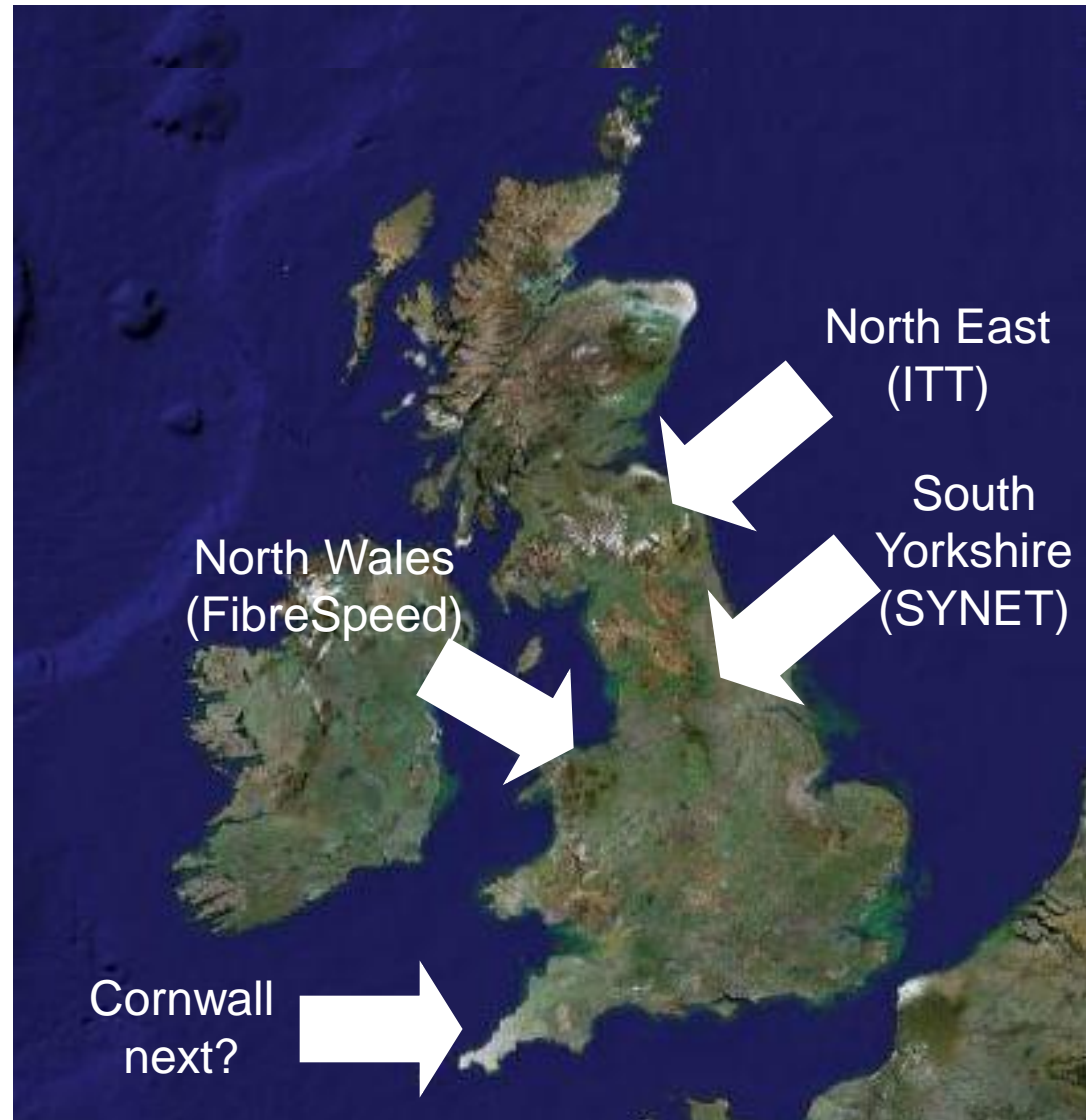 North East
(ITT)
South
Yorkshire
(SYNET)
North Wales
(FibreSpeed)
Cornwall
next?